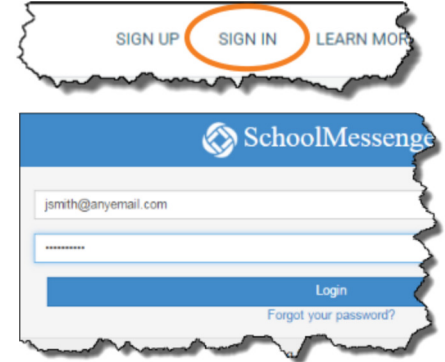 SIGN UP SIGN IN LEARN MOR
SchoolMessenge
jsmith@anyemail.com
••••••••••
Login
Forgot your password?